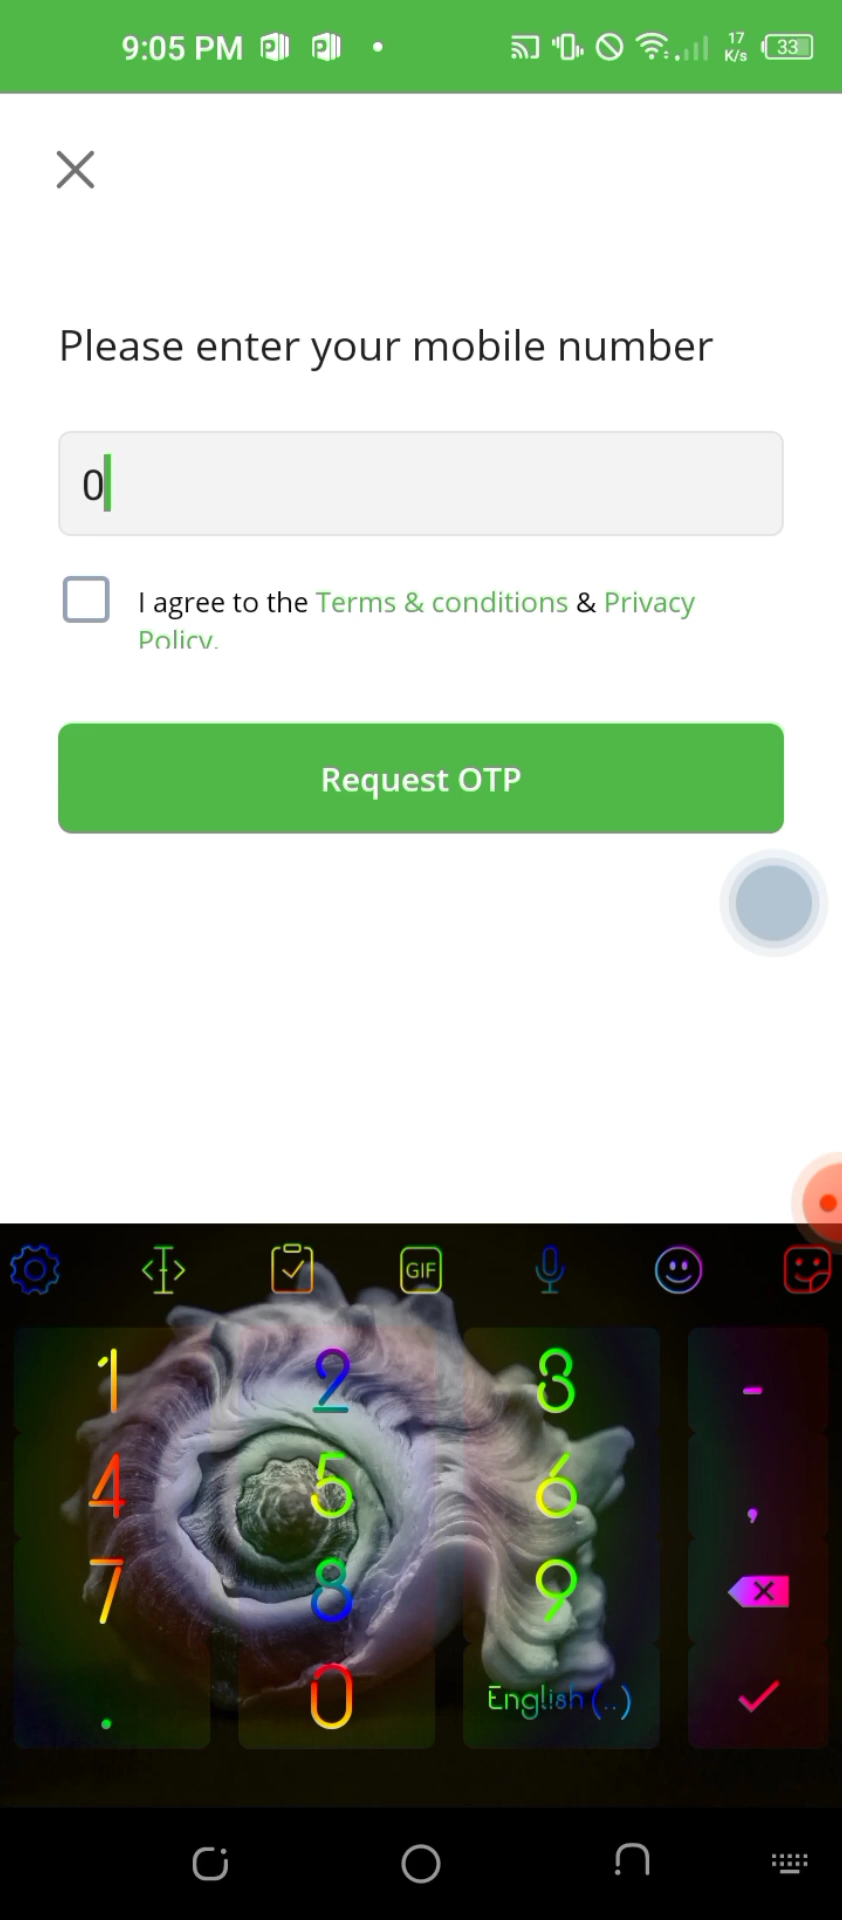 9:05 PM
17
K/s
33
Please enter your mobile number
0
I agree to the Terms & conditions & Privacy
Policy.
Request OTP
GIF
1 2 3 -
4 5 6 ,
7 8 9
. 0 English (..)